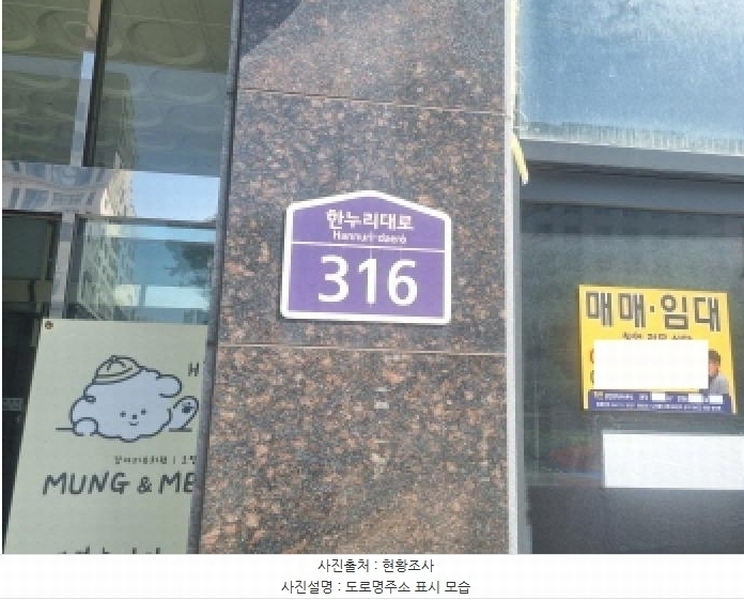 한누리대로
Hannuri-daero
316
매매·임대
MUNG & ME
사진출처 : 현황조사
사진설명 : 도로명주소 표시 모습